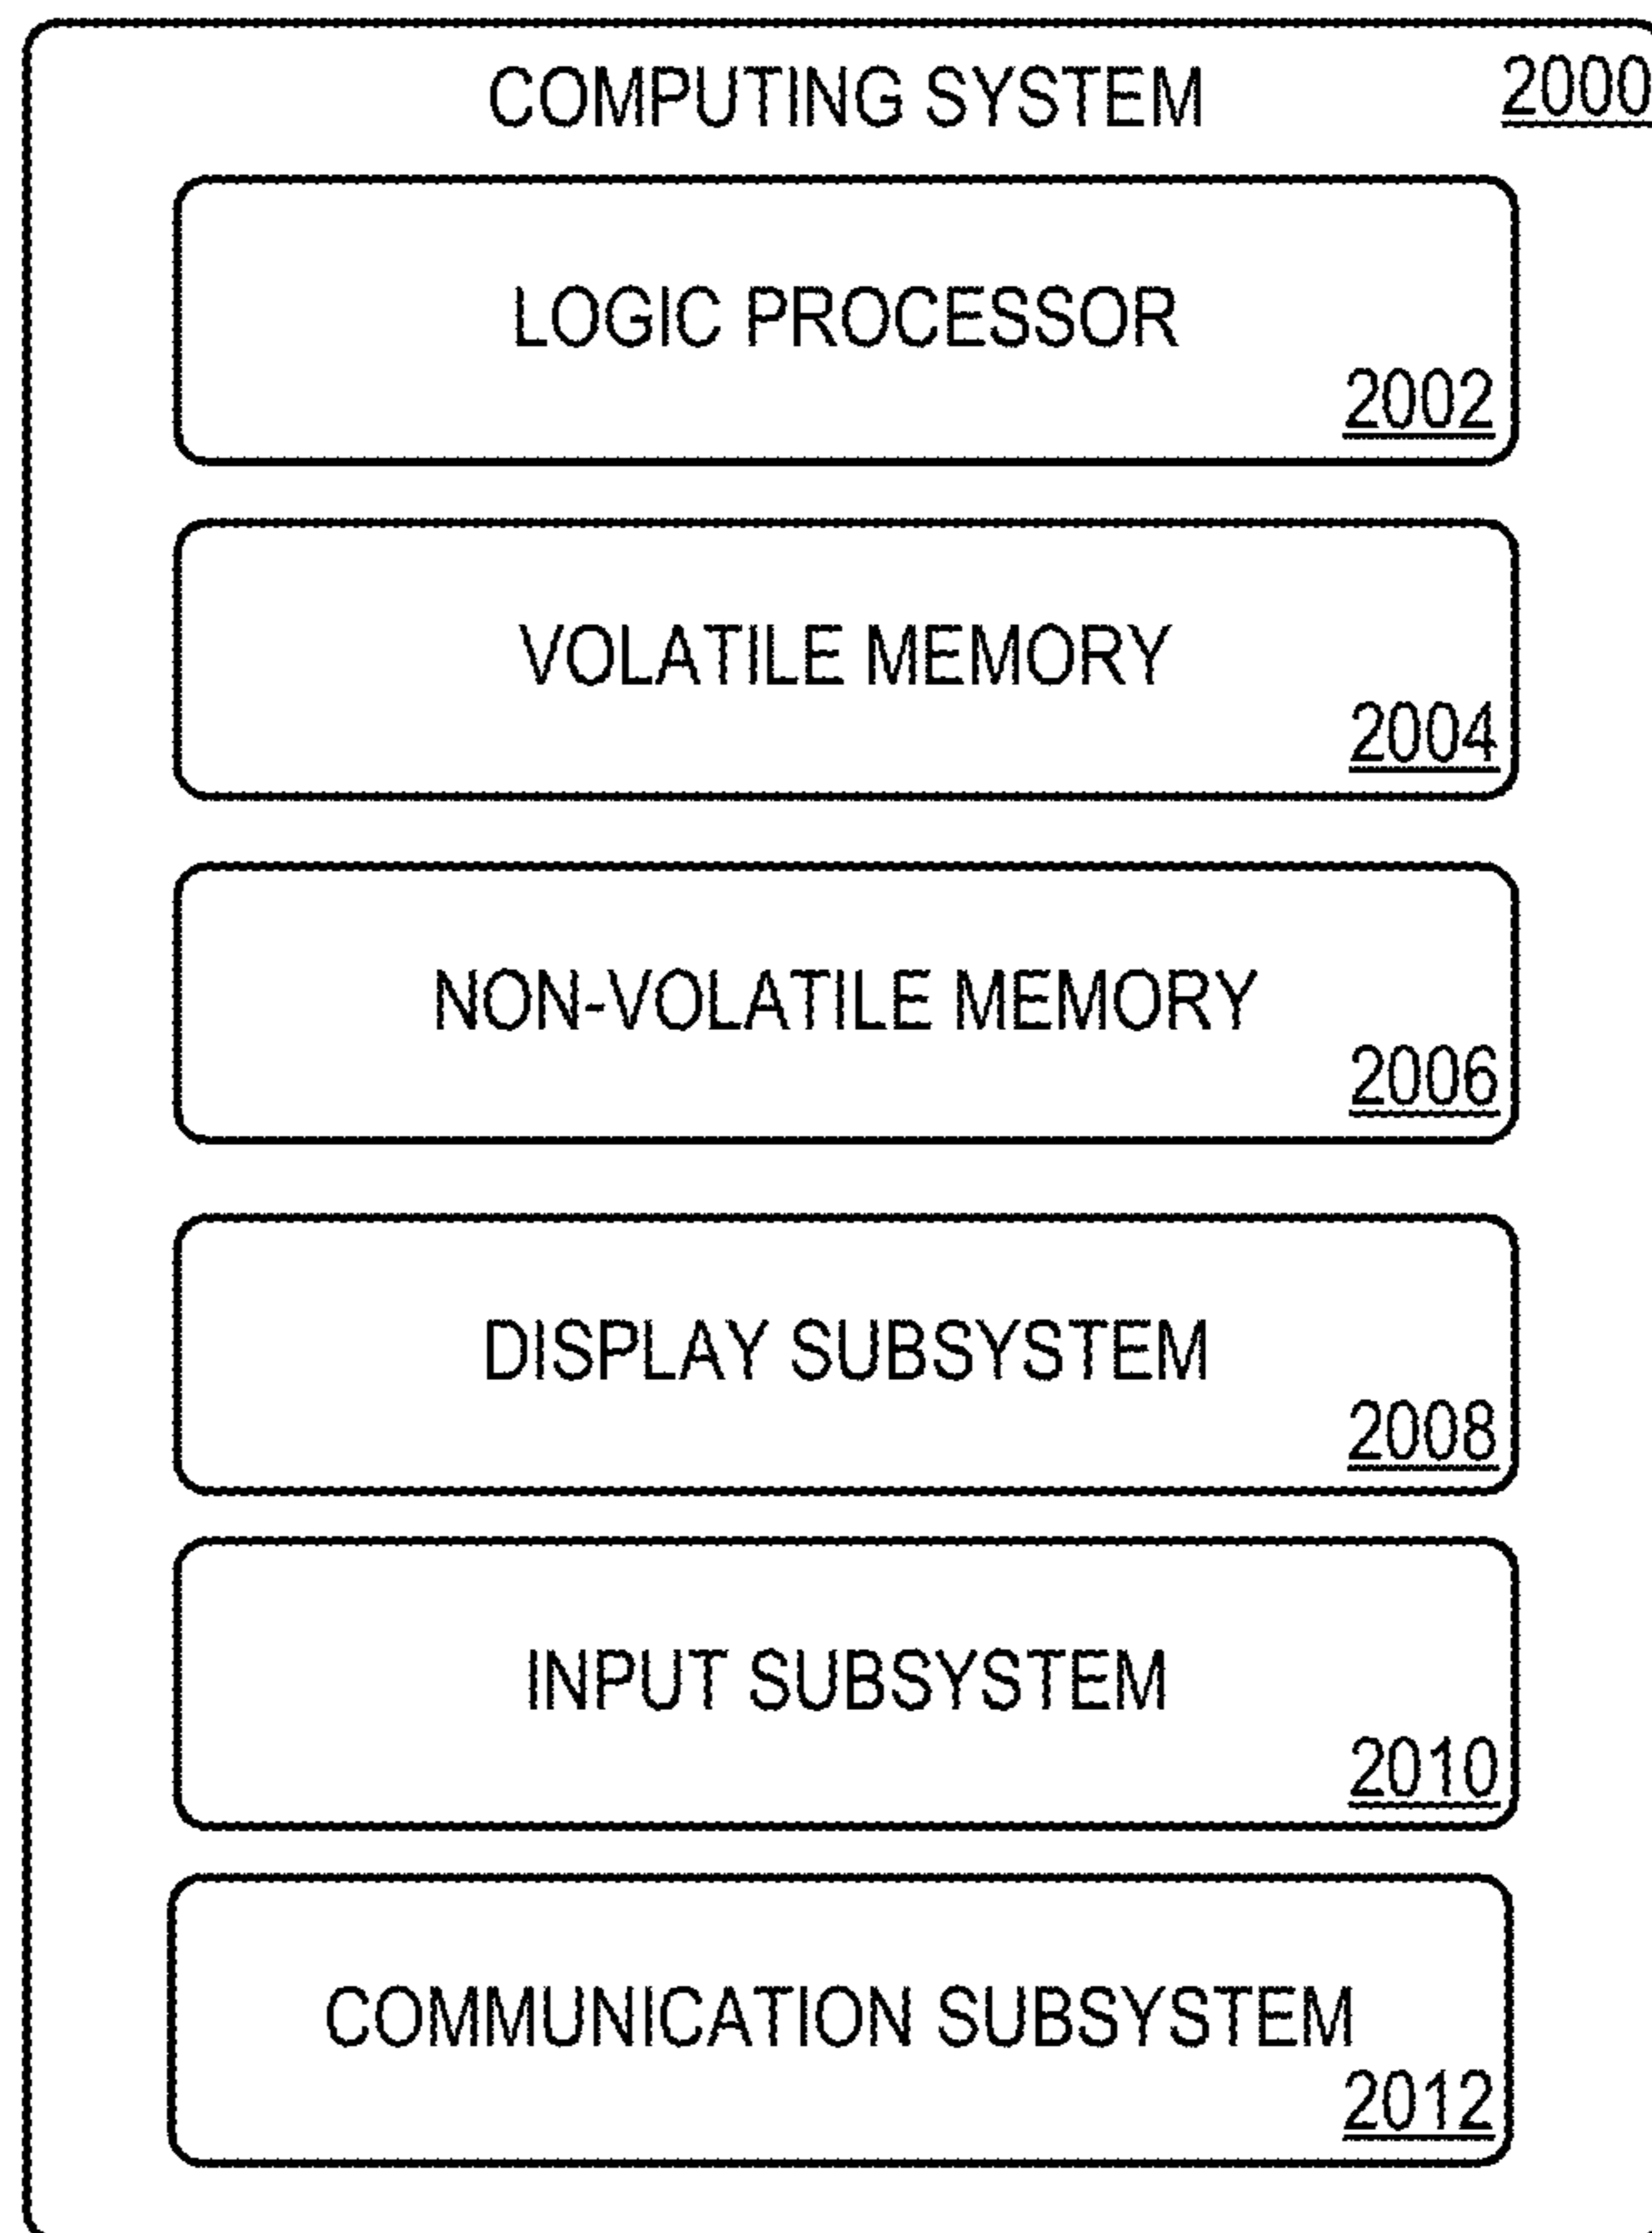 COMPUTING SYSTEM 2000
LOGIC PROCESSOR
2002
VOLATILE MEMORY
2004
NON-VOLATILE MEMORY
2006
DISPLAY SUBSYSTEM
2008
INPUT SUBSYSTEM
2010
COMMUNICATION SUBSYSTEM
2012